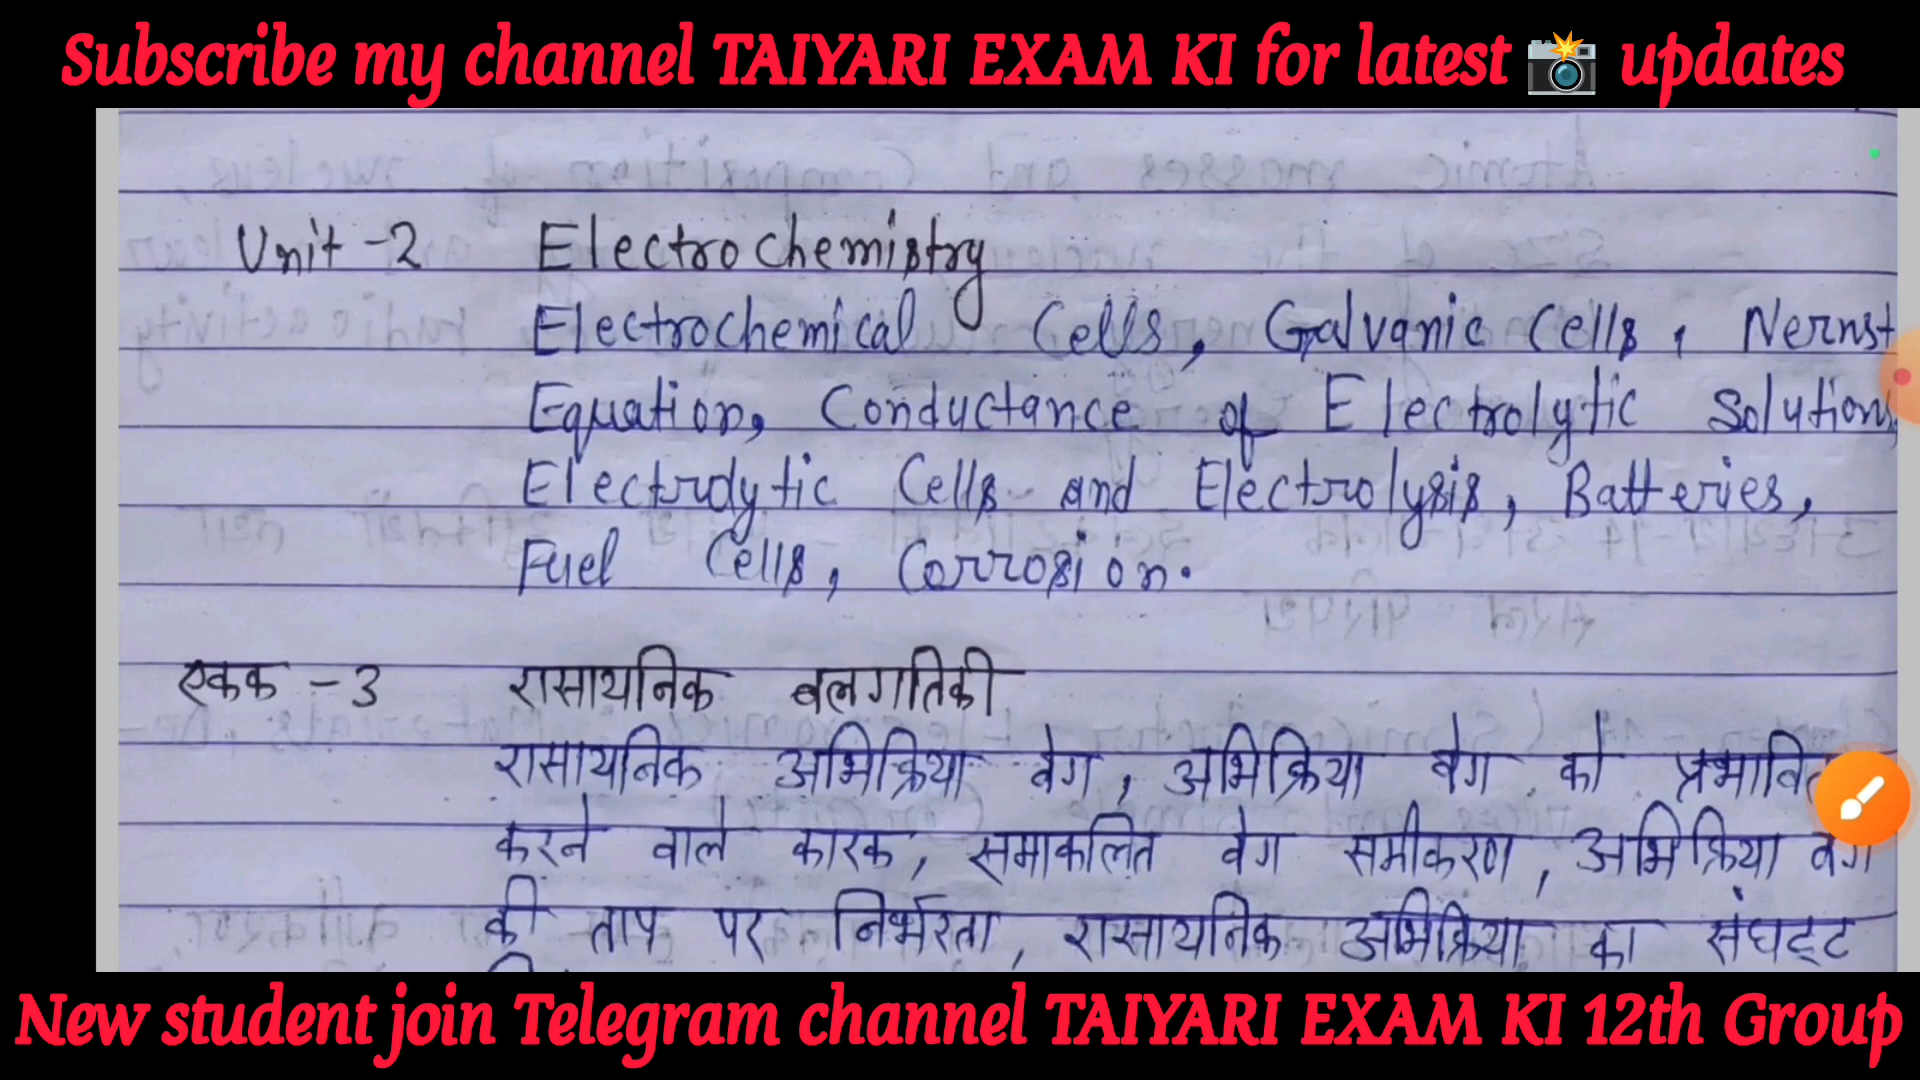 Subscribe my channel TAIYARI EXAM KI for latest 📸 updates
Unit -2 Electrochemistry
Electrochemical Cells, Galvanic Cells, Nernst
Equation, Conductance of Electrolytic Solution,
Electrolytic Cells and Electrolysis, Batteries,
Fuel Cells, Corrosion.
एकक -3 रासायनिक बलगतिकी
रासायनिक अभिक्रिया वेग, अभिक्रिया वेग को प्रभावित
करने वाले कारक, समाकलित वेग समीकरण, अभिक्रिया वेग
की ताप पर निर्भरता, रासायनिक अभिक्रिया का संघट्ट
New student join Telegram channel TAIYARI EXAM KI 12th Group